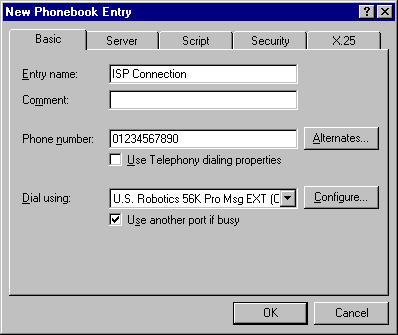 New Phonebook Entry
Basic Server Script Security X.25
Entry name: ISP Connection
Comment:
Phone number: 01234567890 Alternates...
Use Telephony dialing properties
Dial using: U.S. Robotics 56K Pro Msg EXT (C Configure...
Use another port if busy
OK Cancel